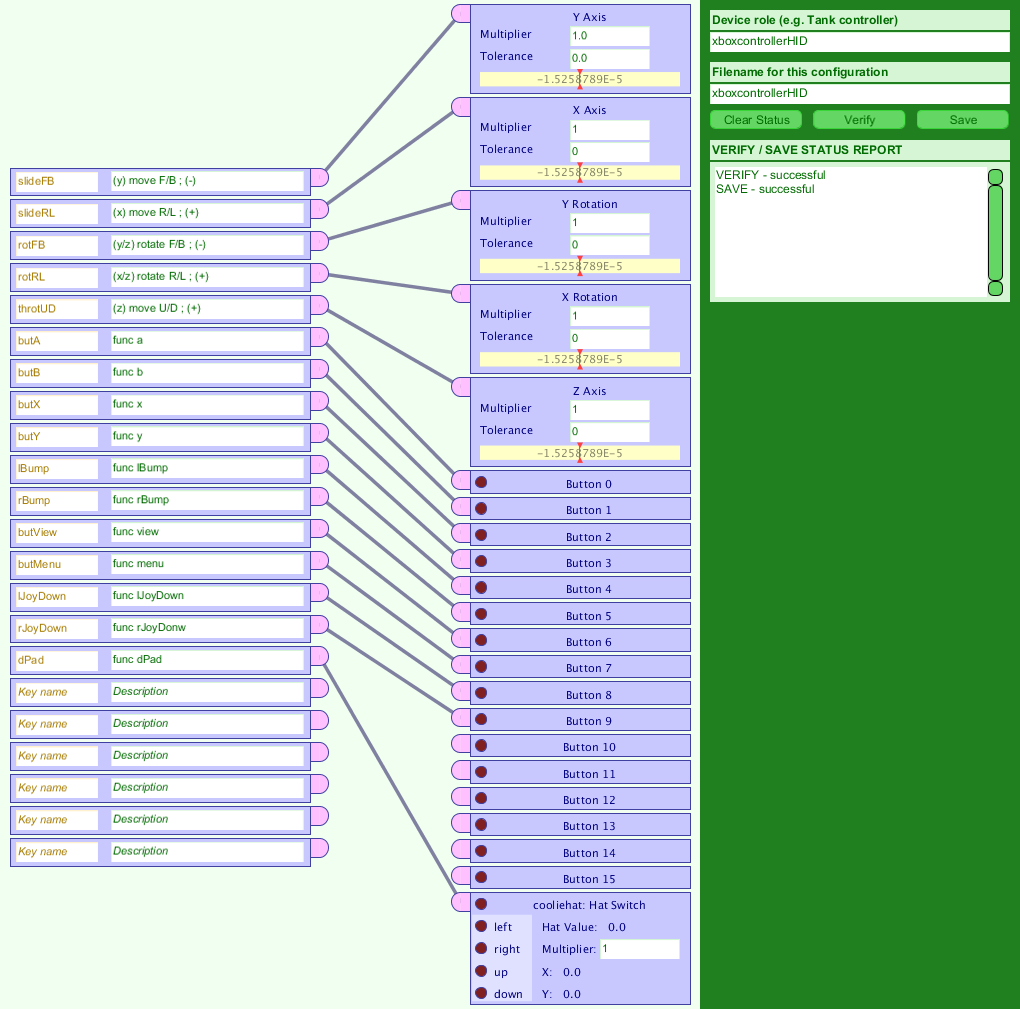 slideFB (y) move F/B ; (-)
slideRL (x) move R/L ; (+)
rotFB (y/z) rotate F/B ; (-)
rotRL (x/z) rotate R/L ; (+)
throtUD (z) move U/D ; (+)
butA func a
butB func b
butX func x
butY func y
lBump func lBump
rBump func rBump
butView func view
butMenu func menu
lJoyDown func lJoyDown
rJoyDown func rJoyDonw
dPad func dPad
Key name Description
Key name Description
Key name Description
Key name Description
Key name Description
Key name Description
Y Axis
Multiplier 1.0
Tolerance 0.0
-1.5258789E-5
X Axis
Multiplier 1
Tolerance 0
-1.5258789E-5
Y Rotation
Multiplier 1
Tolerance 0
-1.5258789E-5
X Rotation
Multiplier 1
Tolerance 0
-1.5258789E-5
Z Axis
Multiplier 1
Tolerance 0
-1.5258789E-5
Button 0
Button 1
Button 2
Button 3
Button 4
Button 5
Button 6
Button 7
Button 8
Button 9
Button 10
Button 11
Button 12
Button 13
Button 14
Button 15
cooliehat: Hat Switch
left Hat Value: 0.0
right Multiplier: 1
up X: 0.0
down Y: 0.0
Device role (e.g. Tank controller)
xboxcontrollerHID
Filename for this configuration
xboxcontrollerHID
Clear Status Verify Save
VERIFY / SAVE STATUS REPORT
VERIFY - successful
SAVE - successful